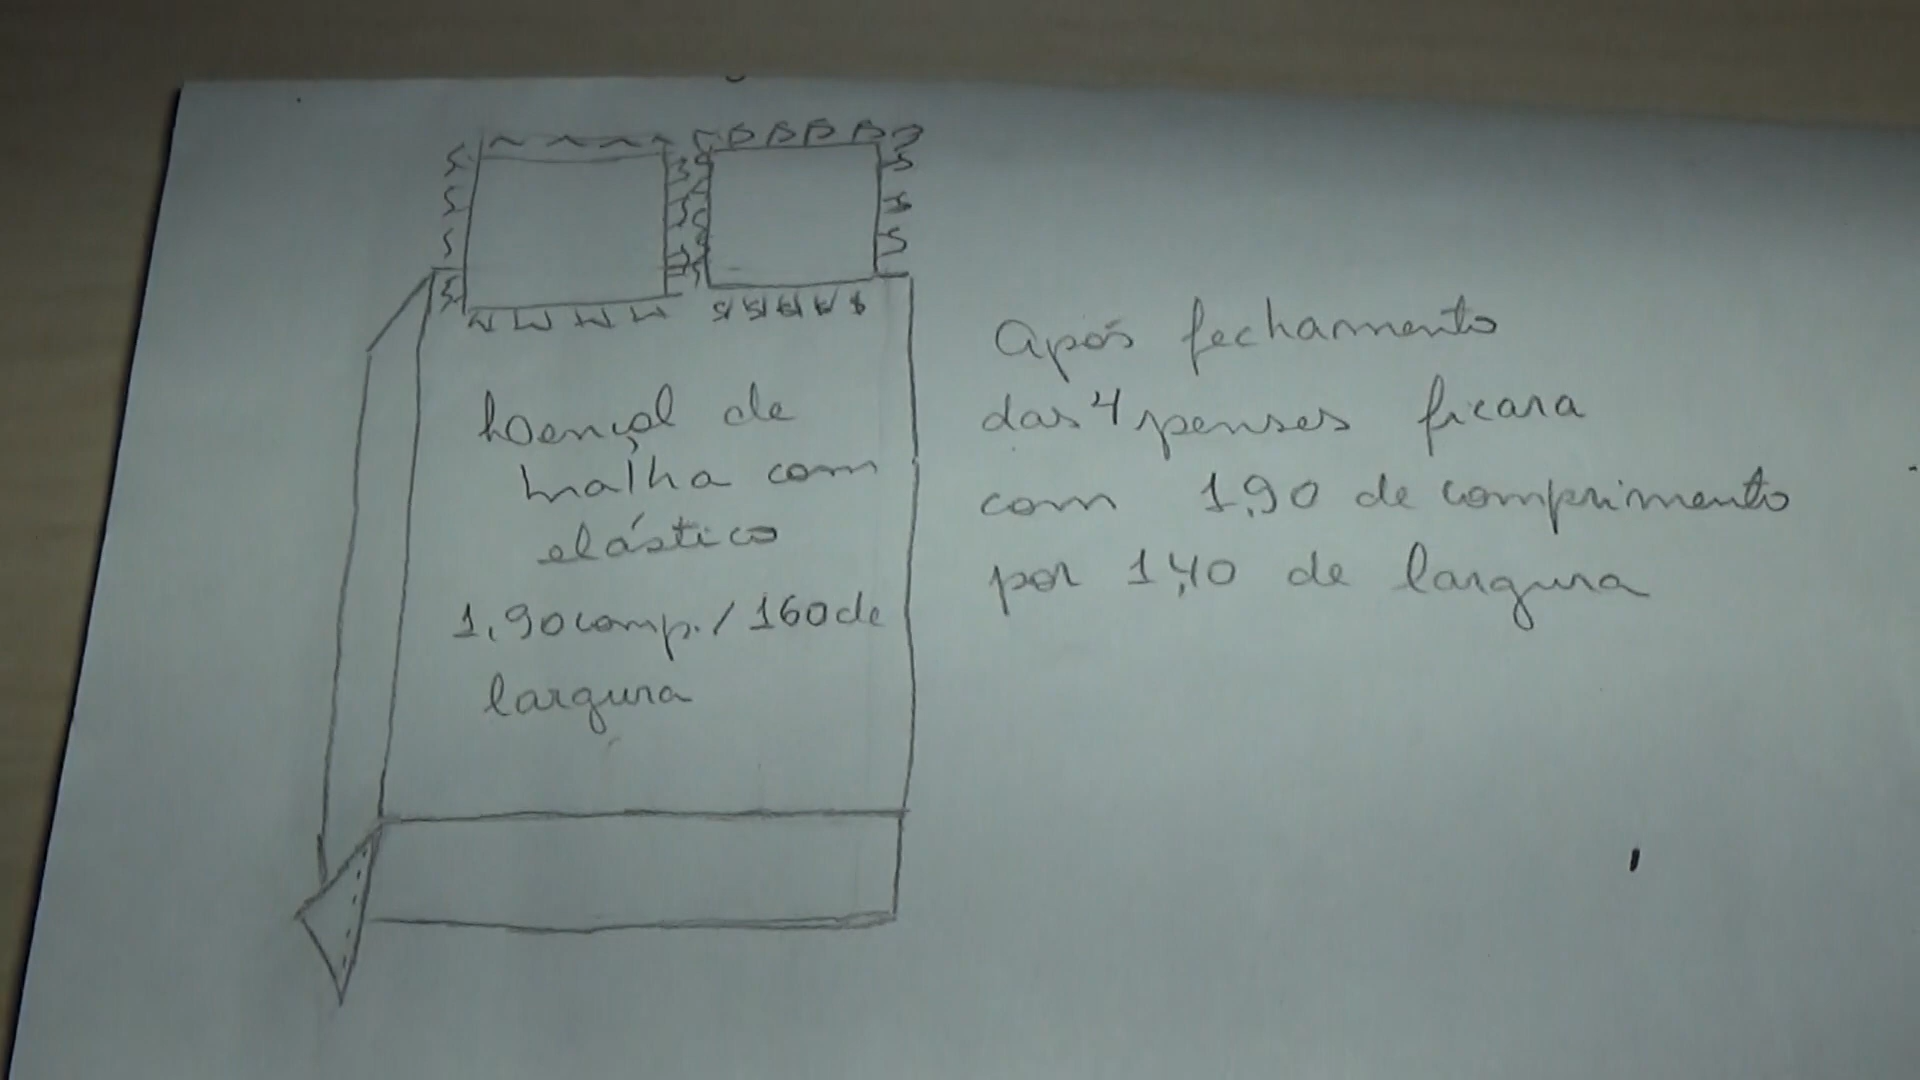 Loençol de
malha com
elástico
1,90 comp. / 160 de
largura
Após fechamento
das 4 penses ficara
com 1,90 de comprimento
por 1,40 de largura